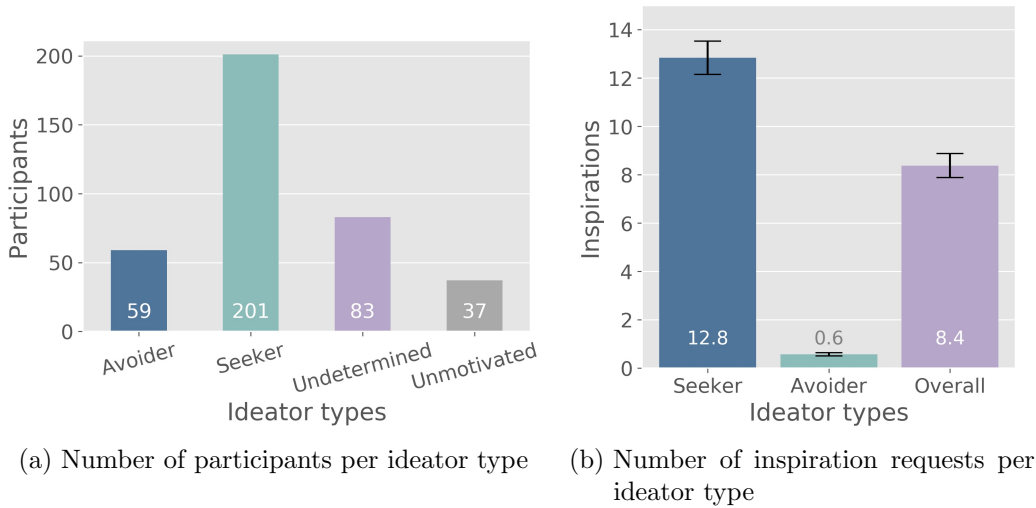 200
150
100
50
0
Participants
59
201
83
37
Avoider
Seeker
Undetermined
Unmotivated
Ideator types
(a) Number of participants per ideator type
14
12
10
8
6
4
2
0
Inspirations
12.8
0.6
8.4
Seeker
Avoider
Overall
Ideator types
(b) Number of inspiration requests per
ideator type